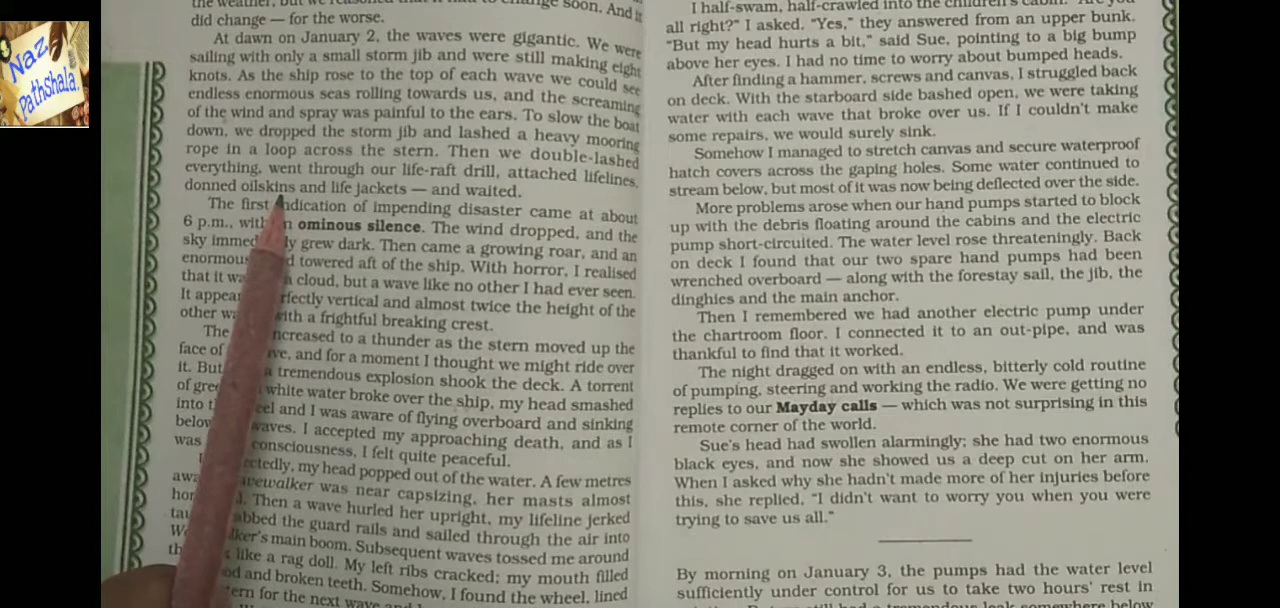 Naz
Pathshala.
did change — for the worse.
At dawn on January 2, the waves were gigantic. We were
sailing with only a small storm jib and were still making eight
knots. As the ship rose to the top of each wave we could see
endless enormous seas rolling towards us, and the screaming
of the wind and spray was painful to the ears. To slow the boat
down, we dropped the storm jib and lashed a heavy mooring
rope in a loop across the stern. Then we double-lashed
everything, went through our life-raft drill, attached lifelines,
donned oilskins and life jackets — and waited.
The first indication of impending disaster came at about
6 p.m., with an ominous silence. The wind dropped, and the
sky immed ly grew dark. Then came a growing roar, and an
enormous d towered aft of the ship. With horror, I realised
that it wa a cloud, but a wave like no other I had ever seen.
It appear rfectly vertical and almost twice the height of the
other wa ith a frightful breaking crest.
The ncreased to a thunder as the stern moved up the
face of ve, and for a moment I thought we might ride over
it. But a tremendous explosion shook the deck. A torrent
of gree white water broke over the ship, my head smashed
into t eel and I was aware of flying overboard and sinking
below waves. I accepted my approaching death, and as I
was consciousness, I felt quite peaceful.
ectedly, my head popped out of the water. A few metres
awa avewalker was near capsizing, her masts almost
hor l. Then a wave hurled her upright, my lifeline jerked
tau abbed the guard rails and sailed through the air into
W lker's main boom. Subsequent waves tossed me around
th like a rag doll. My left ribs cracked; my mouth filled
od and broken teeth. Somehow, I found the wheel, lined
tern for the next wave and
I half-swam, half-crawled into the children's cabin. "Are you
all right?" I asked. "Yes," they answered from an upper bunk.
"But my head hurts a bit," said Sue, pointing to a big bump
above her eyes. I had no time to worry about bumped heads.
After finding a hammer, screws and canvas, I struggled back
on deck. With the starboard side bashed open, we were taking
water with each wave that broke over us. If I couldn't make
some repairs, we would surely sink.
Somehow I managed to stretch canvas and secure waterproof
hatch covers across the gaping holes. Some water continued to
stream below, but most of it was now being deflected over the side.
More problems arose when our hand pumps started to block
up with the debris floating around the cabins and the electric
pump short-circuited. The water level rose threateningly. Back
on deck I found that our two spare hand pumps had been
wrenched overboard — along with the forestay sail, the jib, the
dinghies and the main anchor.
Then I remembered we had another electric pump under
the chartroom floor. I connected it to an out-pipe, and was
thankful to find that it worked.
The night dragged on with an endless, bitterly cold routine
of pumping, steering and working the radio. We were getting no
replies to our Mayday calls — which was not surprising in this
remote corner of the world.
Sue's head had swollen alarmingly; she had two enormous
black eyes, and now she showed us a deep cut on her arm.
When I asked why she hadn't made more of her injuries before
this, she replied, "I didn't want to worry you when you were
trying to save us all."
By morning on January 3, the pumps had the water level
sufficiently under control for us to take two hours' rest in